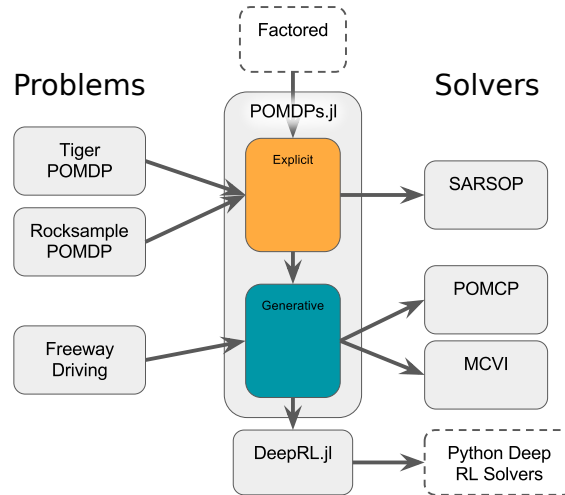 Factored
Problems
Solvers
POMDPs.jl
Tiger
POMDP
Explicit
SARSOP
Rocksample
POMDP
POMCP
Generative
Freeway
Driving
MCVI
DeepRL.jl
Python Deep
RL Solvers